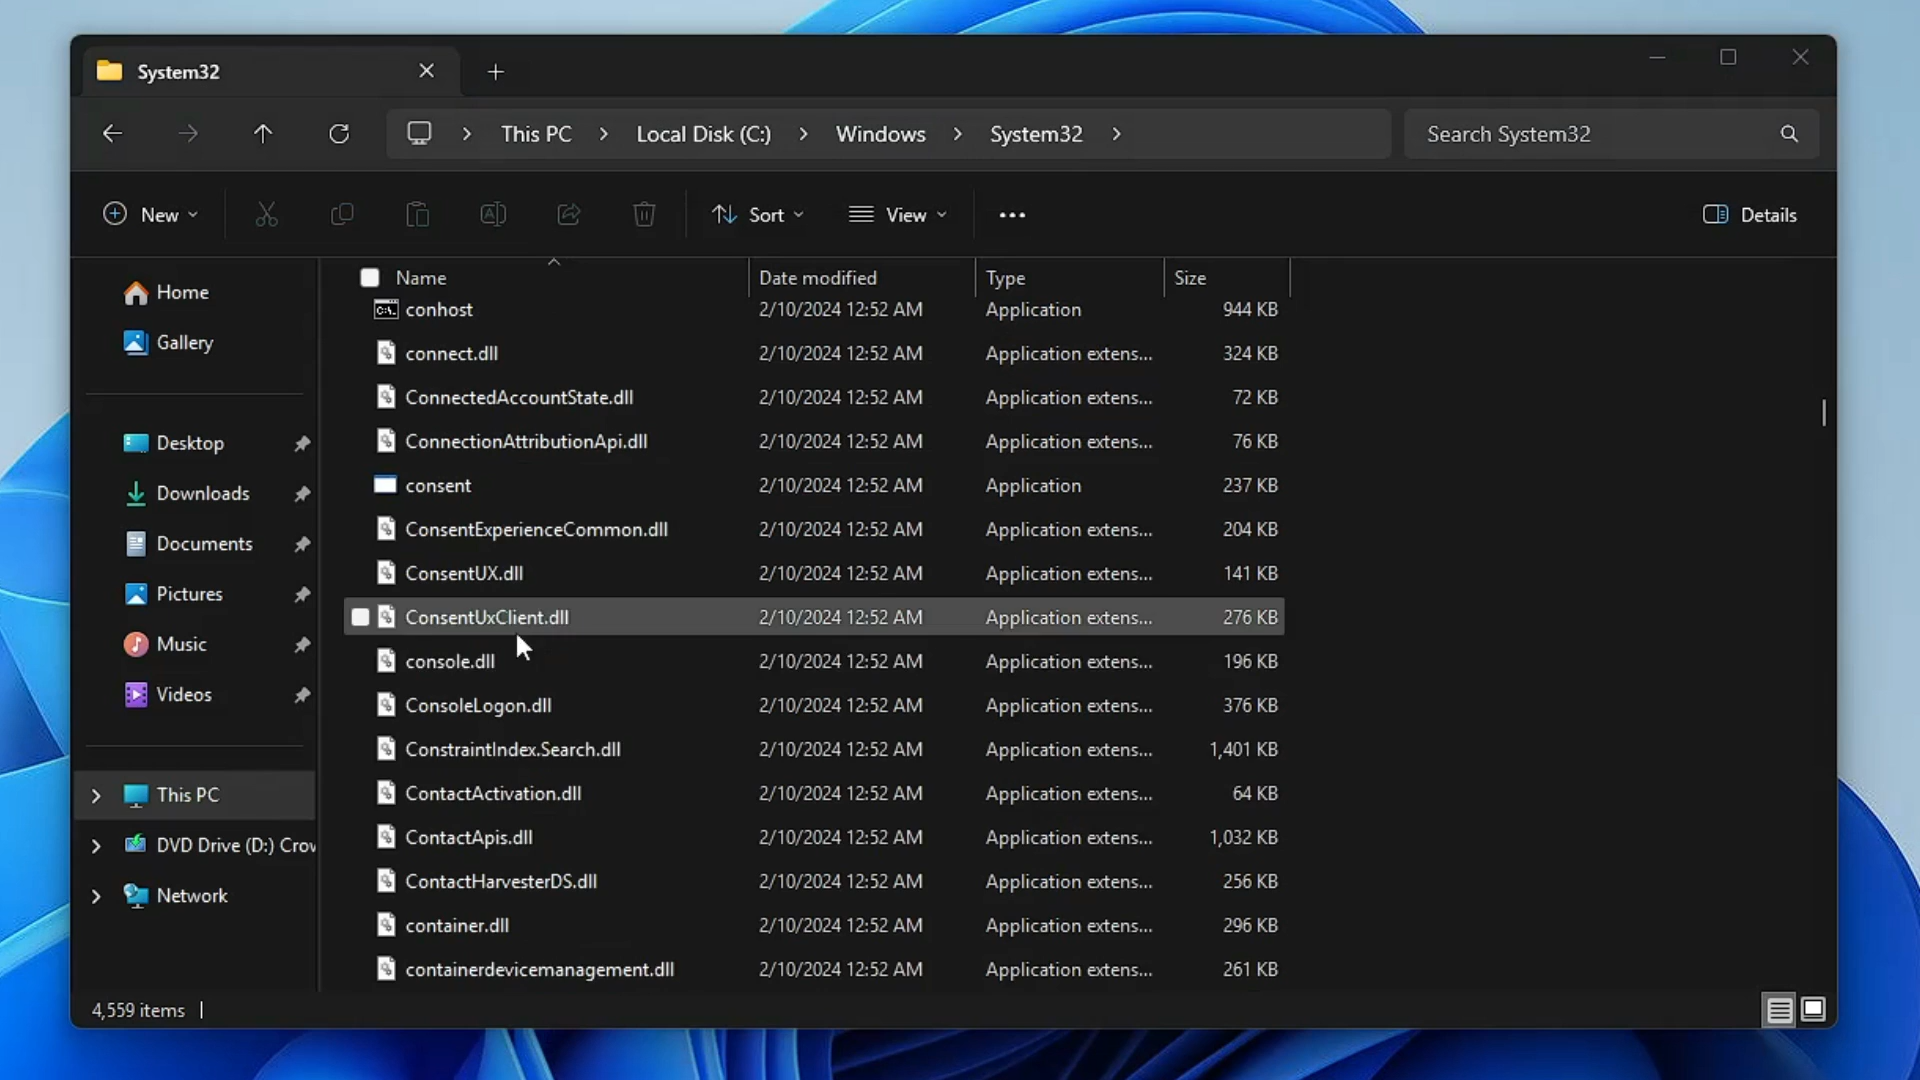 System32
This PC
Local Disk (C:)
Windows
System32
Search System32
New
Sort
View
Details
Home
Gallery
Desktop
Downloads
Documents
Pictures
Music
Videos
This PC
DVD Drive (D:) Crow
Network
Name Date modified Type Size
conhost 2/10/2024 12:52 AM Application 944 KB
connect.dll 2/10/2024 12:52 AM Application extens... 324 KB
ConnectedAccountState.dll 2/10/2024 12:52 AM Application extens... 72 KB
ConnectionAttributionApi.dll 2/10/2024 12:52 AM Application extens... 76 KB
consent 2/10/2024 12:52 AM Application 237 KB
ConsentExperienceCommon.dll 2/10/2024 12:52 AM Application extens... 204 KB
ConsentUX.dll 2/10/2024 12:52 AM Application extens... 141 KB
ConsentUxClient.dll 2/10/2024 12:52 AM Application extens... 276 KB
console.dll 2/10/2024 12:52 AM Application extens... 196 KB
ConsoleLogon.dll 2/10/2024 12:52 AM Application extens... 376 KB
ConstraintIndex.Search.dll 2/10/2024 12:52 AM Application extens... 1,401 KB
ContactActivation.dll 2/10/2024 12:52 AM Application extens... 64 KB
ContactApis.dll 2/10/2024 12:52 AM Application extens... 1,032 KB
ContactHarvesterDS.dll 2/10/2024 12:52 AM Application extens... 256 KB
container.dll 2/10/2024 12:52 AM Application extens... 296 KB
containerdevicemanagement.dll 2/10/2024 12:52 AM Application extens... 261 KB
4,559 items